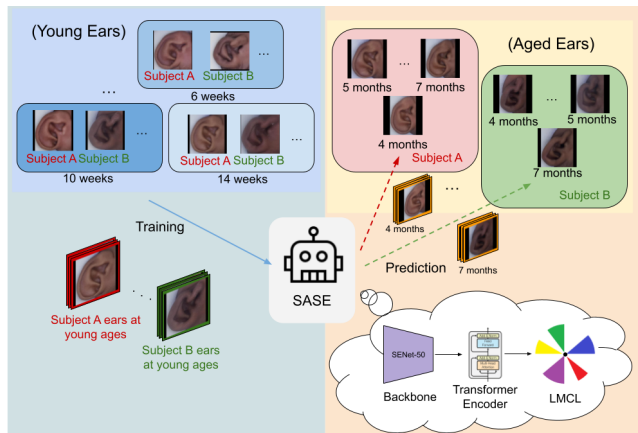 (Young Ears)
Subject A Subject B
...
6 weeks
...
Subject A Subject B
...
10 weeks
Subject A Subject B
...
14 weeks
(Aged Ears)
...
5 months 7 months
4 months
Subject A
...
4 months 5 months
7 months
Subject B
Training
SASE
4 months
...
7 months
Prediction
Subject A ears at
young ages
...
Subject B ears
at young ages
SENet-50
Backbone
Transformer
Encoder
LMCL